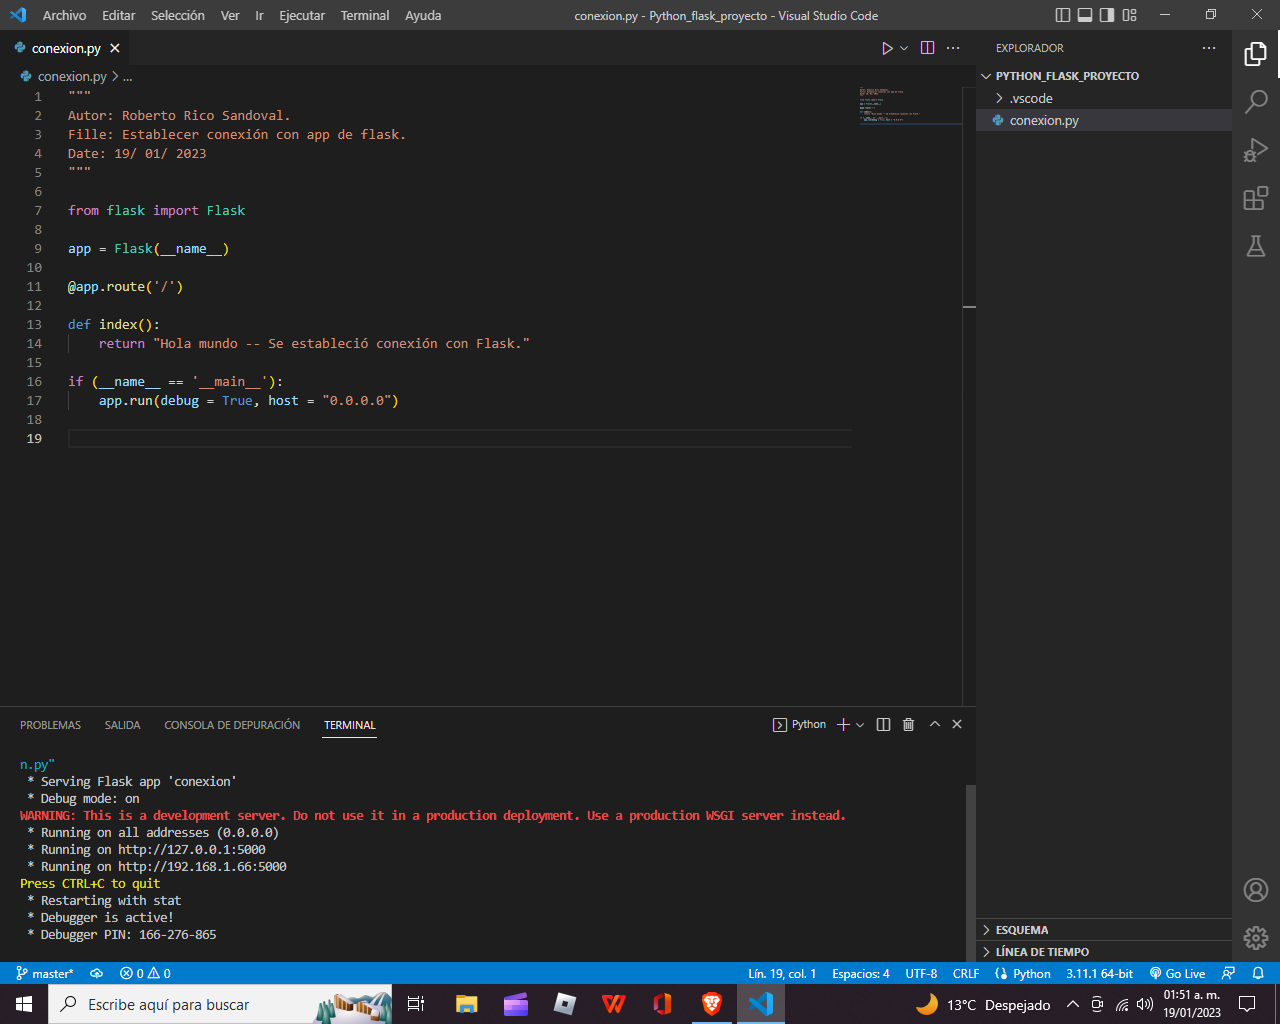 Archivo Editar Selección Ver Ir Ejecutar Terminal Ayuda conexion.py - Python_flask_proyecto - Visual Studio Code
conexion.py
conexion.py > ...
1 """
2 Autor: Roberto Rico Sandoval.
3 Fille: Establecer conexión con app de flask.
4 Date: 19/ 01/ 2023
5 """
6
7 from flask import Flask
8
9 app = Flask(__name__)
10
11 @app.route('/')
12
13 def index():
14 return "Hola mundo -- Se estableció conexión con Flask."
15
16 if (__name__ == '__main__'):
17 app.run(debug = True, host = "0.0.0.0")
18
19
EXPLORADOR
PYTHON_FLASK_PROYECTO
.vscode
conexion.py
ESQUEMA
LÍNEA DE TIEMPO
PROBLEMAS SALIDA CONSOLA DE DEPURACIÓN TERMINAL Python
n.py"
* Serving Flask app 'conexion'
* Debug mode: on
WARNING: This is a development server. Do not use it in a production deployment. Use a production WSGI server instead.
* Running on all addresses (0.0.0.0)
* Running on http://127.0.0.1:5000
* Running on http://192.168.1.66:5000
Press CTRL+C to quit
* Restarting with stat
* Debugger is active!
* Debugger PIN: 166-276-865
master* 0 0 Lín. 19, col. 1 Espacios: 4 UTF-8 CRLF Python 3.11.1 64-bit Go Live
Escribe aquí para buscar 13°C Despejado 01:51 a. m.
19/01/2023